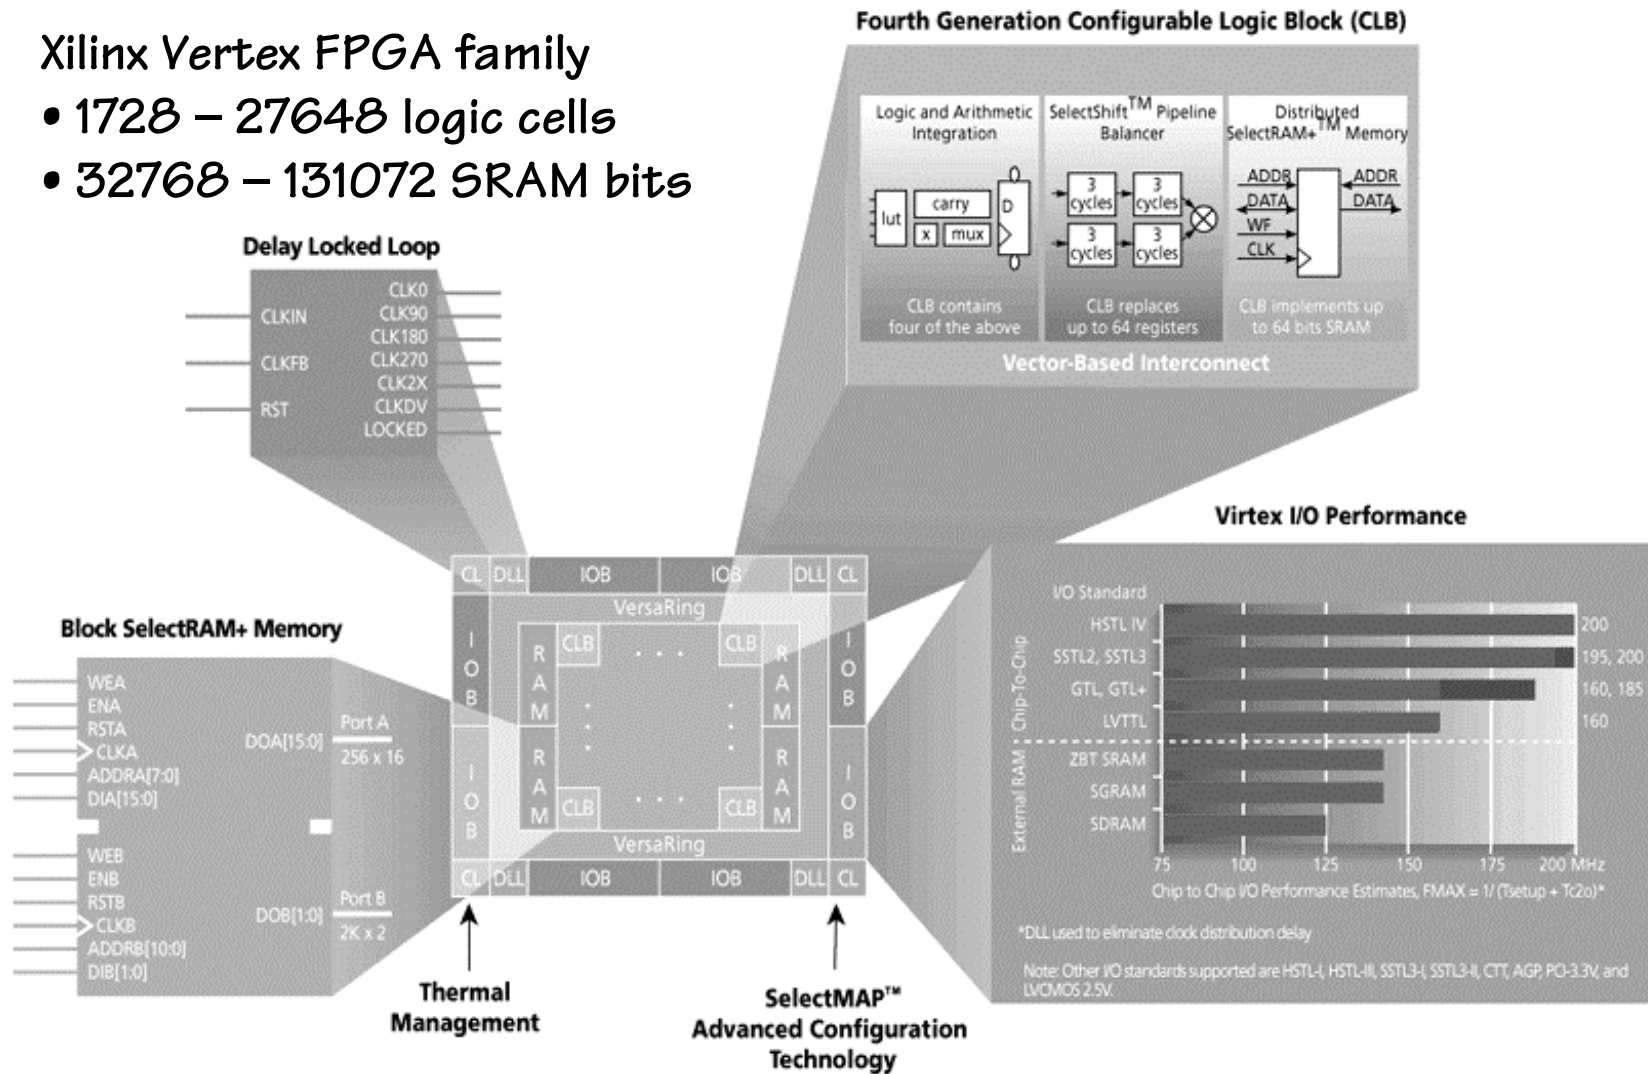 Xilinx Vertex FPGA family
• 1728 – 27648 logic cells
• 32768 – 131072 SRAM bits
Fourth Generation Configurable Logic Block (CLB)
Logic and Arithmetic
Integration
lut
carry
x
mux
D
CLB contains
four of the above
SelectShift™ Pipeline
Balancer
3
cycles
3
cycles
3
cycles
3
cycles
CLB replaces
up to 64 registers
Distributed
SelectRAM+™ Memory
ADDR
DATA
WF
CLK
ADDR
DATA
CLB implements up
to 64 bits SRAM
Vector-Based Interconnect
Delay Locked Loop
CLKIN
CLKFB
RST
CLK0
CLK90
CLK180
CLK270
CLK2X
CLKDV
LOCKED
Block SelectRAM+ Memory
WEA
ENA
RSTA
CLKA
ADDRA[7:0]
DIA[15:0]
DOA[15:0]
Port A
256 x 16
WEB
ENB
RSTB
CLKB
ADDRB[10:0]
DIB[1:0]
DOB[1:0]
Port B
2K x 2
CL DLL IOB IOB DLL CL
VersaRing
IOB
IOB
RAM
RAM
CLB . . . CLB
CLB . . . CLB
RAM
RAM
IOB
IOB
VersaRing
CL DLL IOB IOB DLL CL
Thermal
Management
SelectMAP™
Advanced Configuration
Technology
Virtex I/O Performance
I/O Standard
Chip-To-Chip
HSTL IV 200
SSTL2, SSTL3 195, 200
GTL, GTL+ 160, 185
LVTTL 160
External RAM
ZBT SRAM
SGRAM
SDRAM
75 100 125 150 175 200 MHz
Chip to Chip I/O Performance Estimates, FMAX = 1/ (Tsetup + Tc2o)*
*DLL used to eliminate clock distribution delay
Note: Other I/O standards supported are HSTL-I, HSTL-III, SSTL3-I, SSTL3-II, CTT, AGP, PCI-3.3V, and
LVCMOS 2.5V.